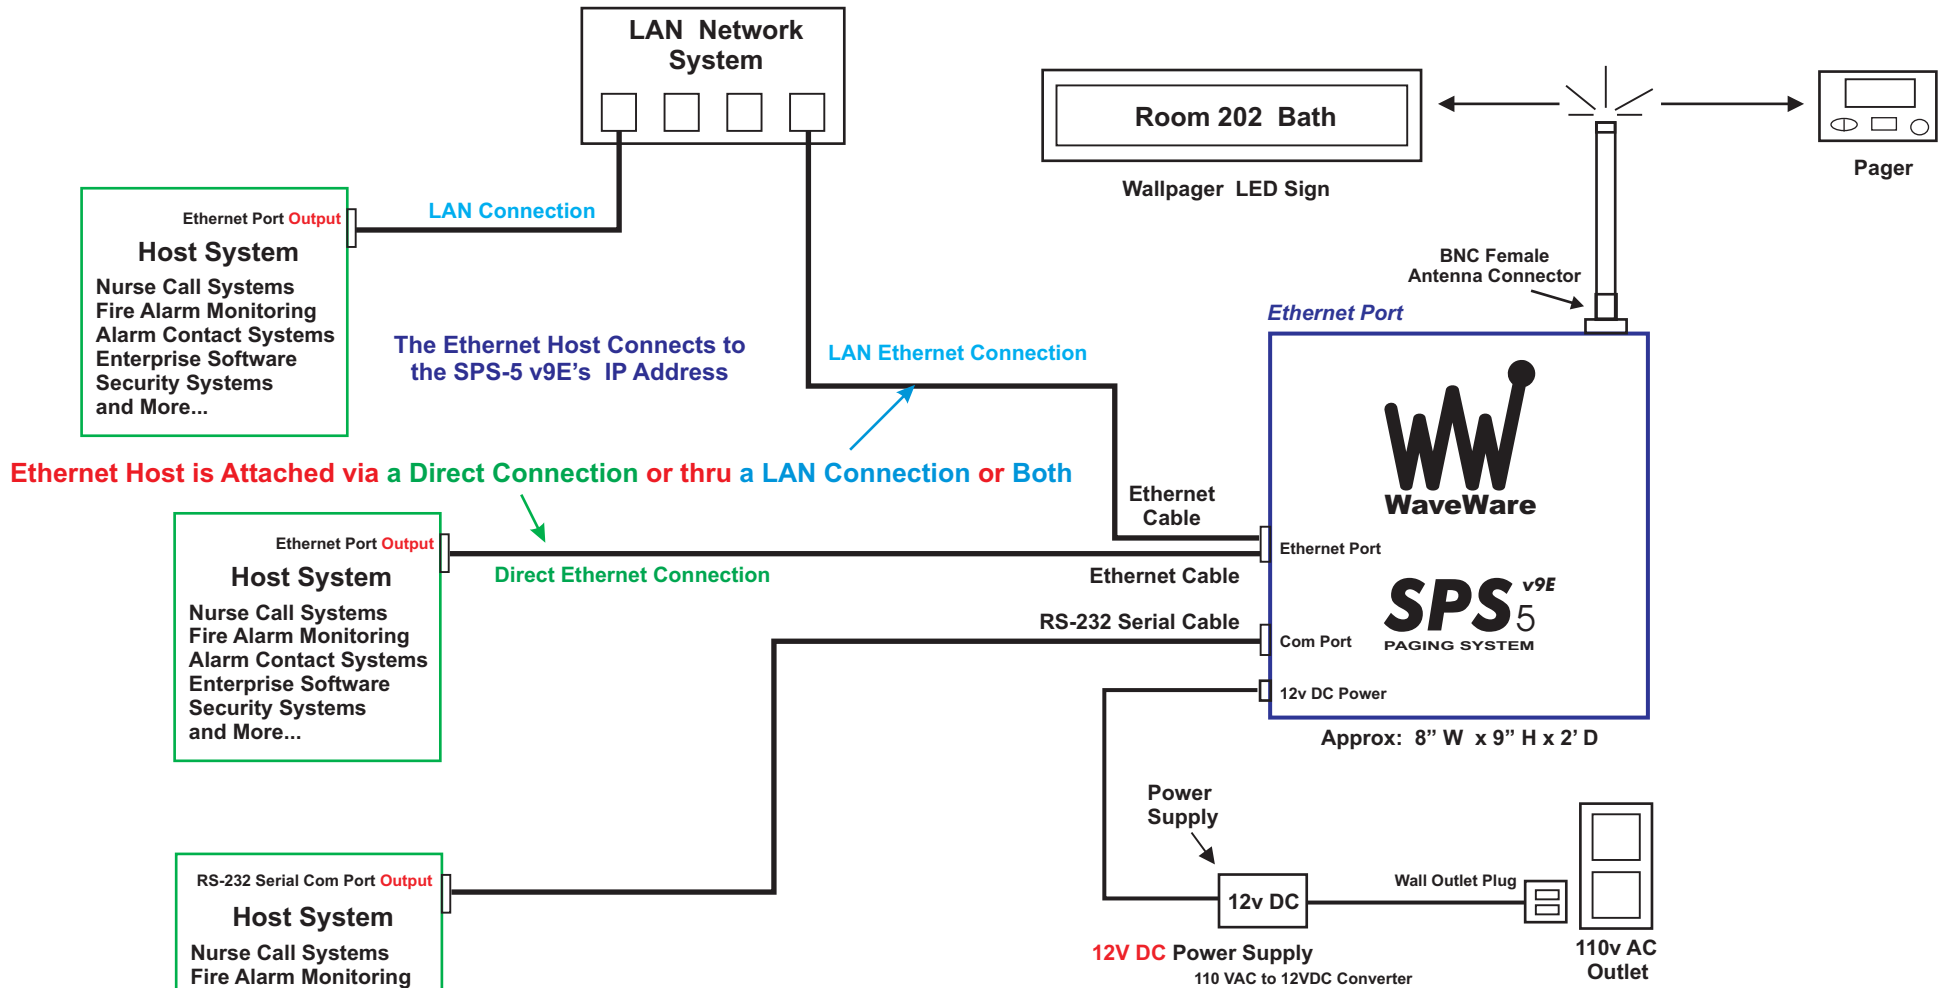 LAN Network
System
Room 202 Bath
Wallpager LED Sign
Pager
Ethernet Port Output
Host System
Nurse Call Systems
Fire Alarm Monitoring
Alarm Contact Systems
Enterprise Software
Security Systems
and More...
LAN Connection
The Ethernet Host Connects to
the SPS-5 v9E’s IP Address
LAN Ethernet Connection
BNC Female
Antenna Connector
Ethernet Port
WaveWare
Ethernet Host is Attached via a Direct Connection or thru a LAN Connection or Both
Ethernet
Cable
Ethernet Port
Ethernet Port Output
Host System
Nurse Call Systems
Fire Alarm Monitoring
Alarm Contact Systems
Enterprise Software
Security Systems
and More...
Direct Ethernet Connection
Ethernet Cable
RS-232 Serial Cable
SPS 5 v9E
PAGING SYSTEM
Com Port
12v DC Power
Approx: 8” W x 9” H x 2’ D
RS-232 Serial Com Port Output
Host System
Nurse Call Systems
Fire Alarm Monitoring
Power
Supply
12v DC
Wall Outlet Plug
12V DC Power Supply
110 VAC to 12VDC Converter
110v AC
Outlet